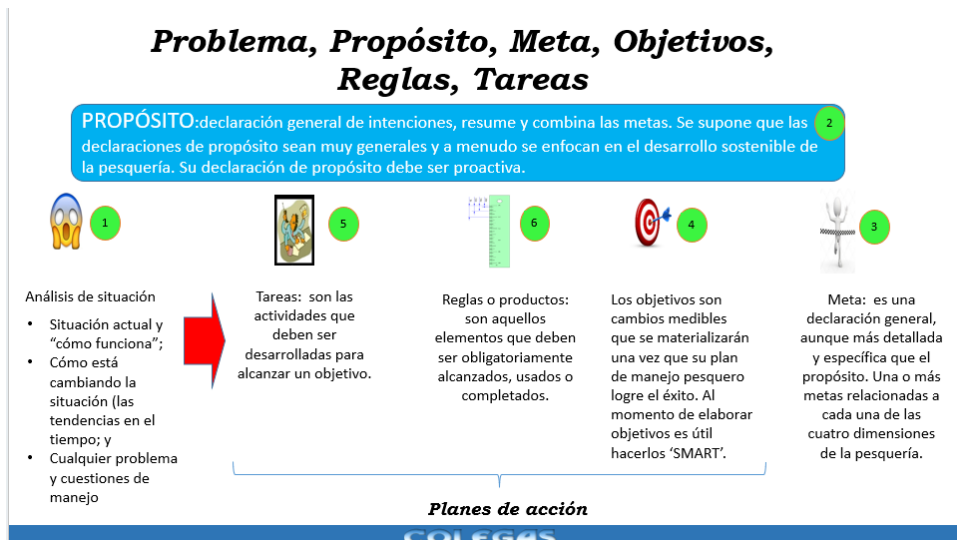 Problema, Propósito, Meta, Objetivos,
Reglas, Tareas
PROPÓSITO:declaración general de intenciones, resume y combina las metas. Se supone que las
declaraciones de propósito sean muy generales y a menudo se enfocan en el desarrollo sostenible de
la pesquería. Su declaración de propósito debe ser proactiva.
2
1
5
6
4
3
Análisis de situación
• Situación actual y
“cómo funciona”;
• Cómo está
cambiando la
situación (las
tendencias en el
tiempo; y
• Cualquier problema
y cuestiones de
manejo
Tareas: son las
actividades que
deben ser
desarrolladas para
alcanzar un objetivo.
Reglas o productos:
son aquellos
elementos que deben
ser obligatoriamente
alcanzados, usados o
completados.
Los objetivos son
cambios medibles
que se materializarán
una vez que su plan
de manejo pesquero
logre el éxito. Al
momento de elaborar
objetivos es útil
hacerlos ‘SMART’.
Meta: es una
declaración general,
aunque más detallada
y específica que el
propósito. Una o más
metas relacionadas a
cada una de las
cuatro dimensiones
de la pesquería.
Planes de acción
COLEGAS